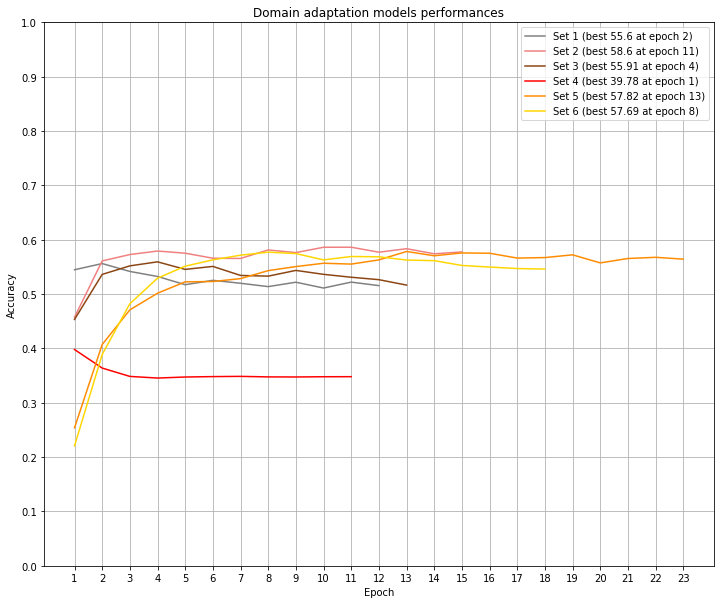 Domain adaptation models performances
Set 1 (best 55.6 at epoch 2)
Set 2 (best 58.6 at epoch 11)
Set 3 (best 55.91 at epoch 4)
Set 4 (best 39.78 at epoch 1)
Set 5 (best 57.82 at epoch 13)
Set 6 (best 57.69 at epoch 8)
Accuracy
1.0
0.9
0.8
0.7
0.6
0.5
0.4
0.3
0.2
0.1
0.0
1 2 3 4 5 6 7 8 9 10 11 12 13 14 15 16 17 18 19 20 21 22 23
Epoch